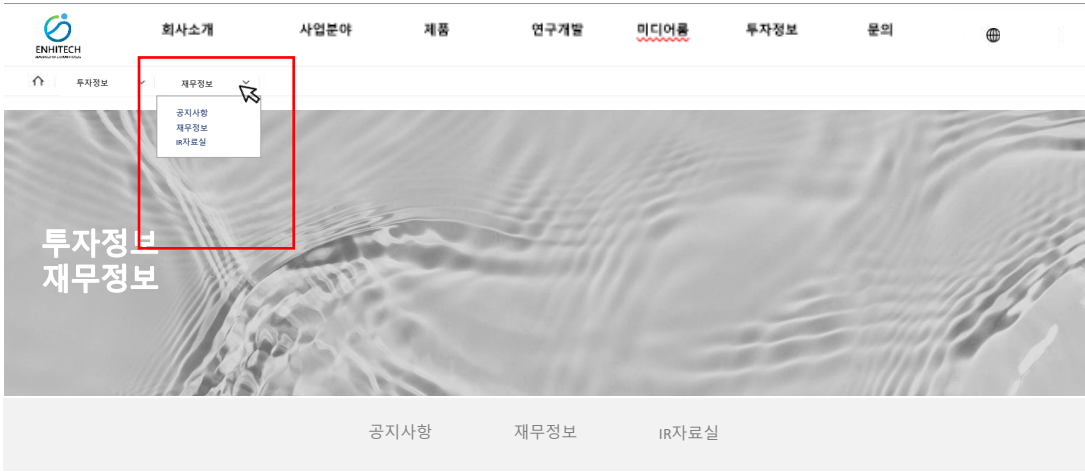 ENHITECH
회사소개 사업분야 제품 연구개발 미디어룸 투자정보 문의
투자정보 재무정보
공지사항
재무정보
IR자료실
투자정보
재무정보
공지사항 재무정보 IR자료실